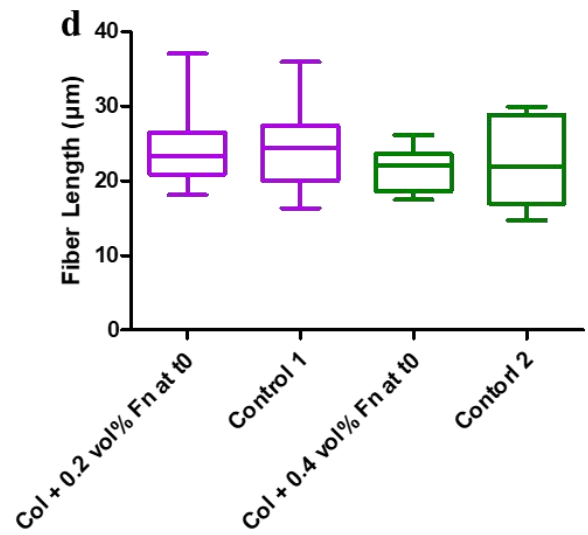 d
Fiber Length (µm)
40
30
20
10
0
Col + 0.2 vol% Fn at t0
Control 1
Col + 0.4 vol% Fn at t0
Contorl 2